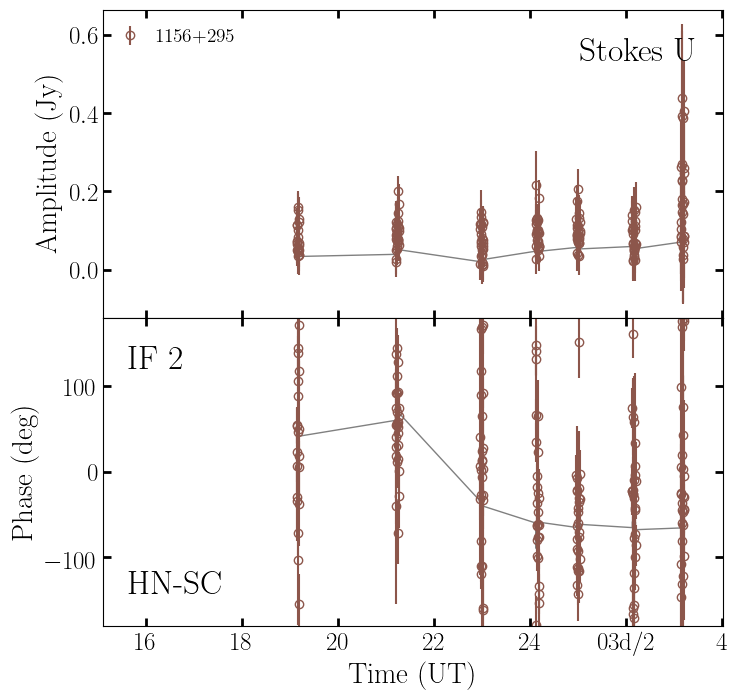 1156+295
Stokes U
0.6
0.4
0.2
0.0
Amplitude (Jy)
IF 2
100
0
−100
Phase (deg)
HN-SC
16 18 20 22 24 03d/2 4
Time (UT)